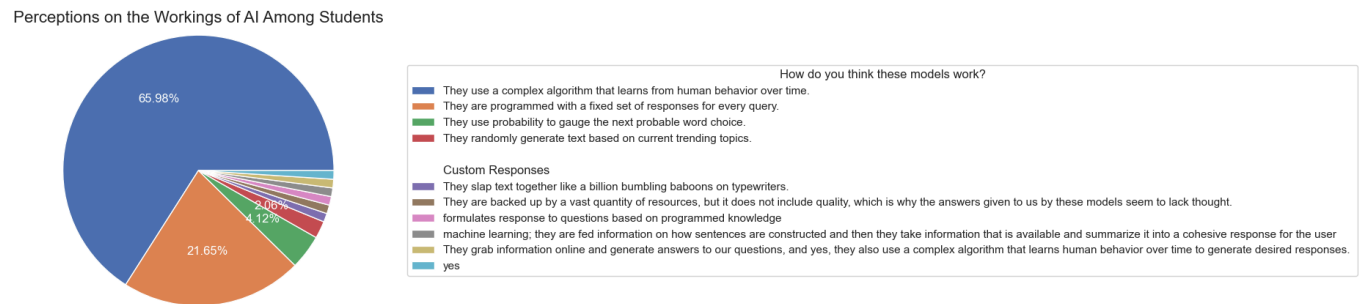 Perceptions on the Workings of AI Among Students
65.98%
21.65%
4.12%
2.06%
How do you think these models work?
They use a complex algorithm that learns from human behavior over time.
They are programmed with a fixed set of responses for every query.
They use probability to gauge the next probable word choice.
They randomly generate text based on current trending topics.
Custom Responses
They slap text together like a billion bumbling baboons on typewriters.
They are backed up by a vast quantity of resources, but it does not include quality, which is why the answers given to us by these models seem to lack thought.
formulates response to questions based on programmed knowledge
machine learning; they are fed information on how sentences are constructed and then they take information that is available and summarize it into a cohesive response for the user
They grab information online and generate answers to our questions, and yes, they also use a complex algorithm that learns human behavior over time to generate desired responses.
yes